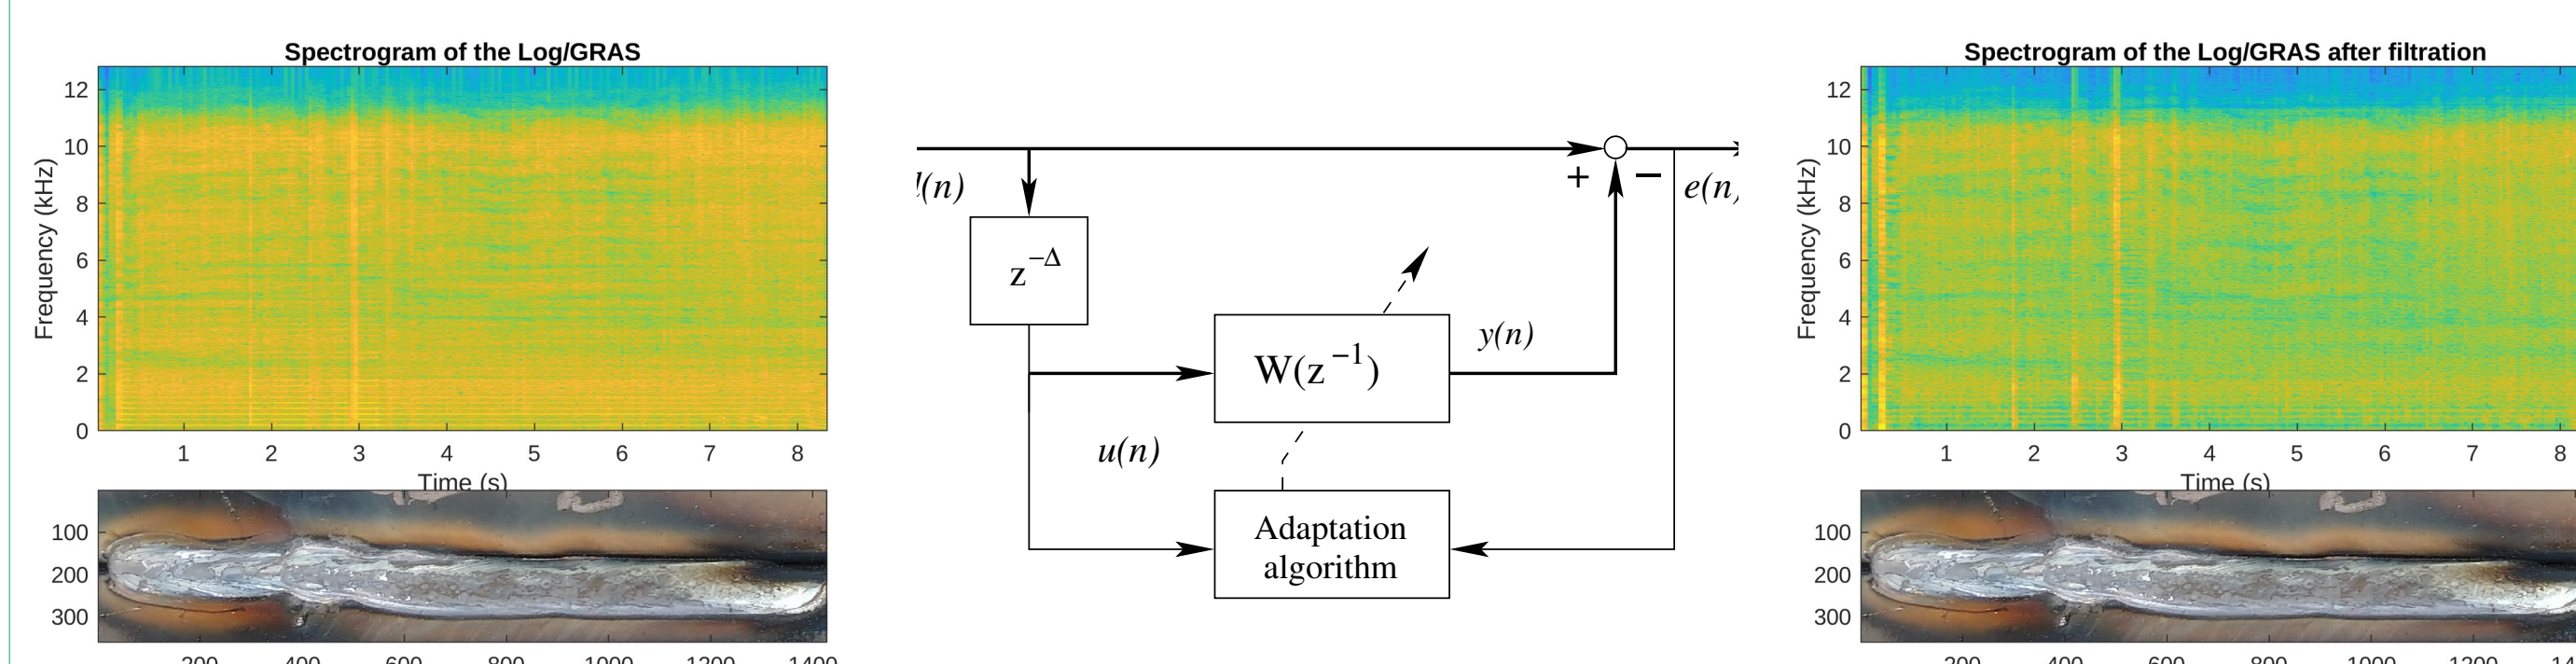 Spectrogram of the Log/GRAS
12
10
8
6
4
2
0
Frequency (kHz)
1 2 3 4 5 6 7 8
Time (s)
100
200
300
200 400 600 800 1000 1200 1400
(n)
z−Δ
u(n)
W(z−1)
y(n)
+ −
e(n)
Adaptation
algorithm
Spectrogram of the Log/GRAS after filtration
12
10
8
6
4
2
0
Frequency (kHz)
1 2 3 4 5 6 7 8
Time (s)
100
200
300
200 400 600 800 1000 1200